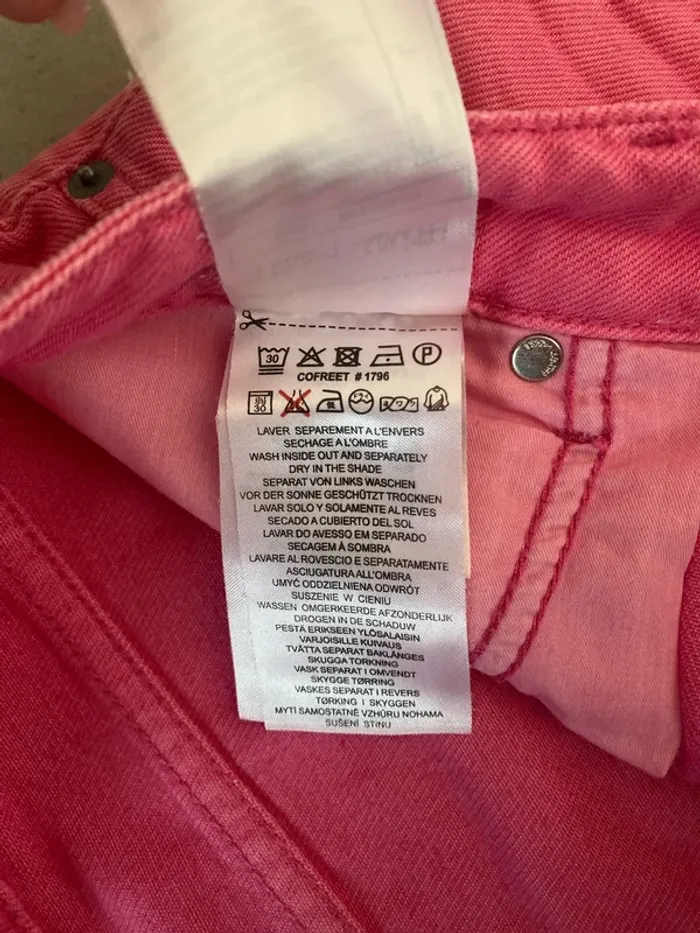 30 P
COFREET # 1796
30
LAVER SEPAREMENT A L'ENVERS
SECHAGE A L'OMBRE
WASH INSIDE OUT AND SEPARATELY
DRY IN THE SHADE
SEPARAT VON LINKS WASCHEN
VOR DER SONNE GESCHÜTZT TROCKNEN
LAVAR SOLO Y SOLAMENTE AL REVES
SECADO A CUBIERTO DEL SOL
LAVAR DO AVESSO EM SEPARADO
SECAGEM À SOMBRA
LAVARE AL ROVESCIO E SEPARATAMENTE
ASCIUGATURA ALL'OMBRA
UMYĆ ODDZIELNIENA ODWRÓT
SUSZENIE W CIENIU
WASSEN OMGERKEERDE AFZONDERLIJK
DROGEN IN DE SCHADUW
PESTÄ ERIKSEEN YLÖSALAISIN
VARJOISILLE KUIVAUS
TVÄTTA SEPARAT BAKLÄNGES
SKUGGA TORKNING
VASK SEPARAT I OMVENDT
SKYGGE TØRRING
VASKES SEPARAT I REVERS
TØRKING I SKYGGEN
MYTÍ SAMOSTATNĚ VZHŮRU NOHAMA
SUŠENÍ STINU